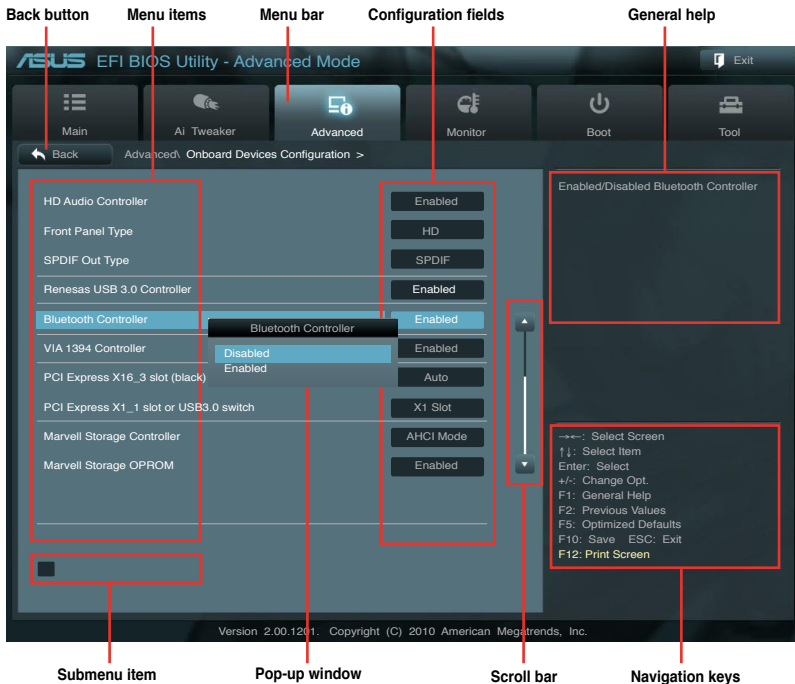 Back button Menu items Menu bar Configuration fields General help
ASUS EFI BIOS Utility - Advanced Mode Exit
Main Ai Tweaker Advanced Monitor Boot Tool
Back Advanced\ Onboard Devices Configuration >
Enabled/Disabled Bluetooth Controller
HD Audio Controller Enabled
Front Panel Type HD
SPDIF Out Type SPDIF
Renesas USB 3.0 Controller Enabled
Bluetooth Controller Enabled
Bluetooth Controller
Disabled
Enabled
VIA 1394 Controller Enabled
PCI Express X16_3 slot (black) Auto
PCI Express X1_1 slot or USB3.0 switch X1 Slot
Marvell Storage Controller AHCI Mode
Marvell Storage OPROM Enabled
→←: Select Screen
↑↓: Select Item
Enter: Select
+/-: Change Opt.
F1: General Help
F2: Previous Values
F5: Optimized Defaults
F10: Save ESC: Exit
F12: Print Screen
Version 2.00.1201. Copyright (C) 2010 American Megatrends, Inc.
Submenu item Pop-up window Scroll bar Navigation keys